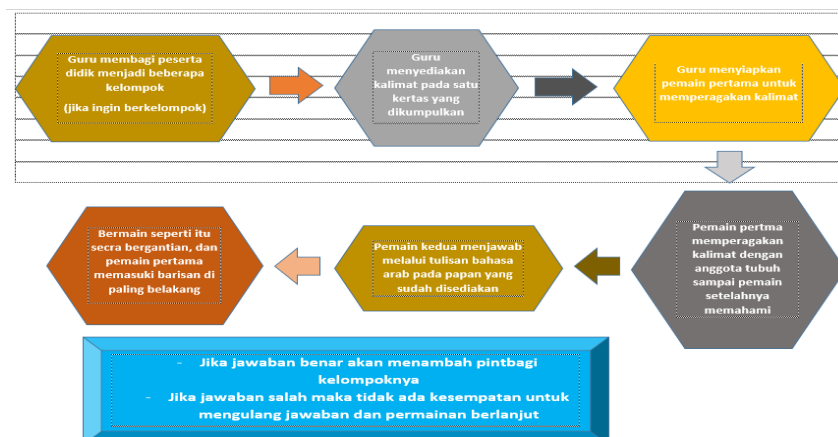 Guru membagi peserta
didik menjadi beberapa
kelompok
(jika ingin berkelompok)
Guru
menyediakan
kalimat pada satu
kertas yang
dikumpulkan
Guru menyiapkan
pemain pertama untuk
memperagakan kalimat
Pemain pertma
memperagakan
kalimat dengan
anggota tubuh
sampai pemain
setelahnya
memahami
Pemain kedua menjawab
melalui tulisan bahasa
arab pada papan yang
sudah disediakan
Bermain seperti itu
secra bergantian, dan
pemain pertama
memasuki barisan di
paling belakang
- Jika jawaban benar akan menambah pintbagi
kelompoknya
- Jika jawaban salah maka tidak ada kesempatan untuk
mengulang jawaban dan permainan berlanjut